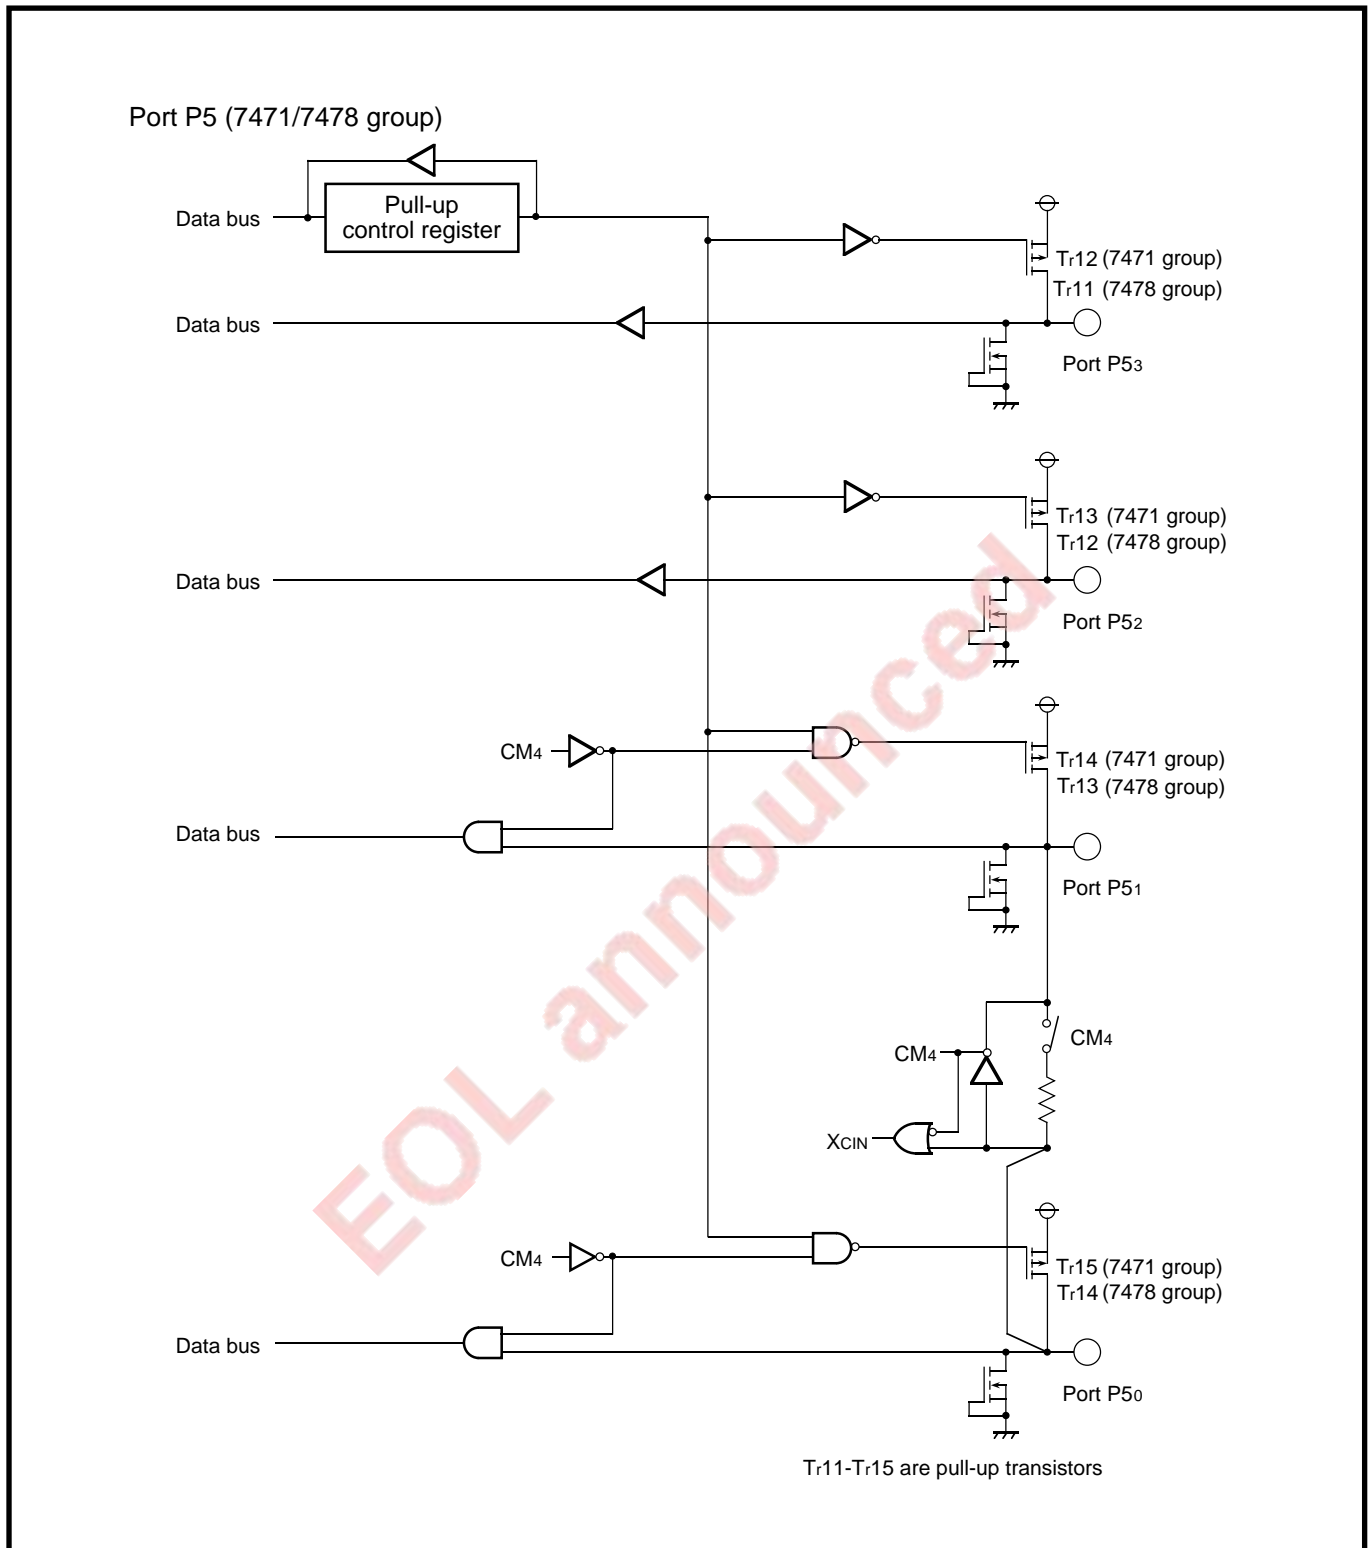 Port P5 (7471/7478 group)
Data bus
Pull-up
control register
Tr12 (7471 group)
Tr11 (7478 group)
Data bus
Port P53
Tr13 (7471 group)
Tr12 (7478 group)
Data bus
Port P52
CM4
Tr14 (7471 group)
Tr13 (7478 group)
Data bus
Port P51
CM4
CM4
XCIN
CM4
Tr15 (7471 group)
Tr14 (7478 group)
Data bus
Port P50
Tr11-Tr15 are pull-up transistors
EOL announced